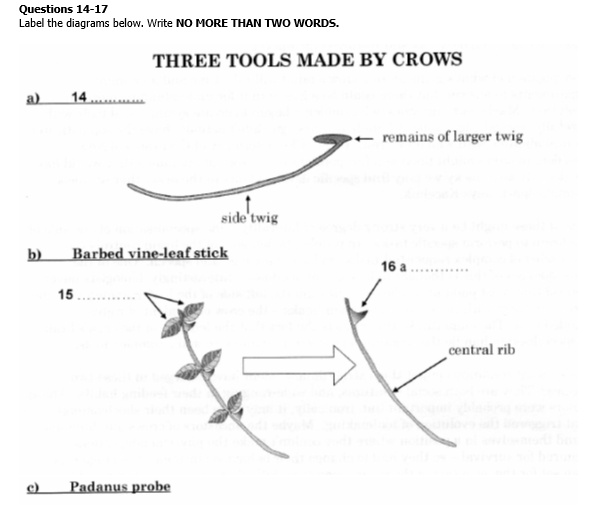 Questions 14-17
Label the diagrams below. Write NO MORE THAN TWO WORDS.
THREE TOOLS MADE BY CROWS
a) 14 ............
remains of larger twig
side twig
b) Barbed vine-leaf stick
16 a ............
15 ............
central rib
c) Padanus probe